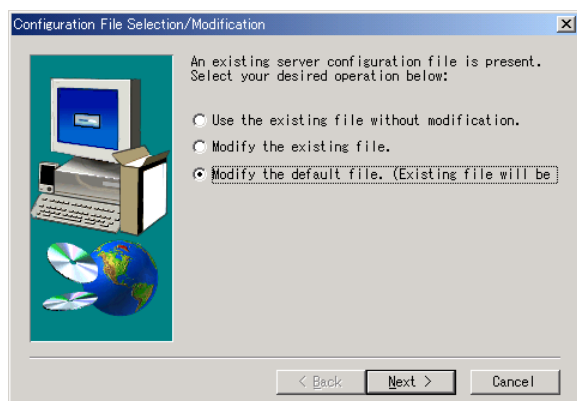 Configuration File Selection/Modification
An existing server configuration file is present.
Select your desired operation below:
Use the existing file without modification.
Modify the existing file.
Modify the default file. (Existing file will be
< Back
Next >
Cancel